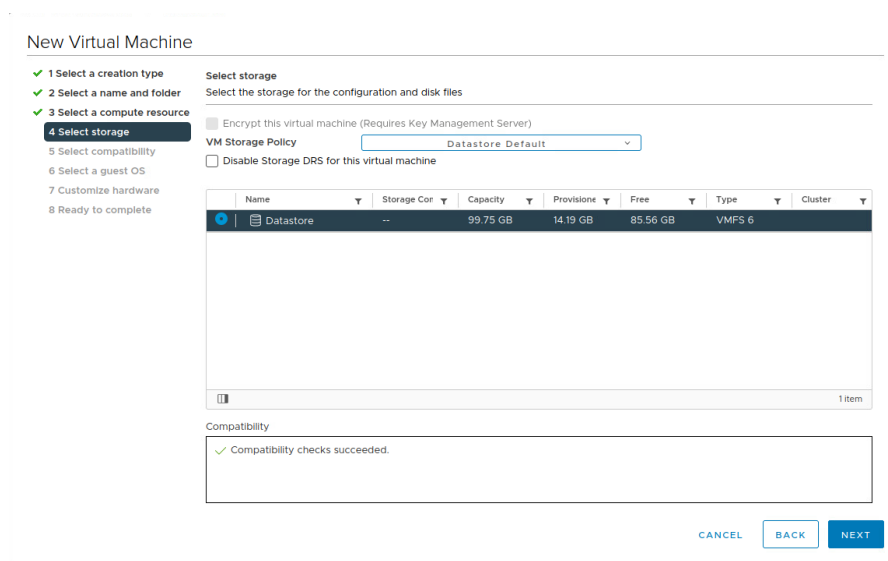 New Virtual Machine
1 Select a creation type
2 Select a name and folder
3 Select a compute resource
4 Select storage
5 Select compatibility
6 Select a guest OS
7 Customize hardware
8 Ready to complete
Select storage
Select the storage for the configuration and disk files
Encrypt this virtual machine (Requires Key Management Server)
VM Storage Policy Datastore Default
Disable Storage DRS for this virtual machine
Name Storage Con Capacity Provisione Free Type Cluster
Datastore -- 99.75 GB 14.19 GB 85.56 GB VMFS 6
1 item
Compatibility
Compatibility checks succeeded.
CANCEL BACK NEXT